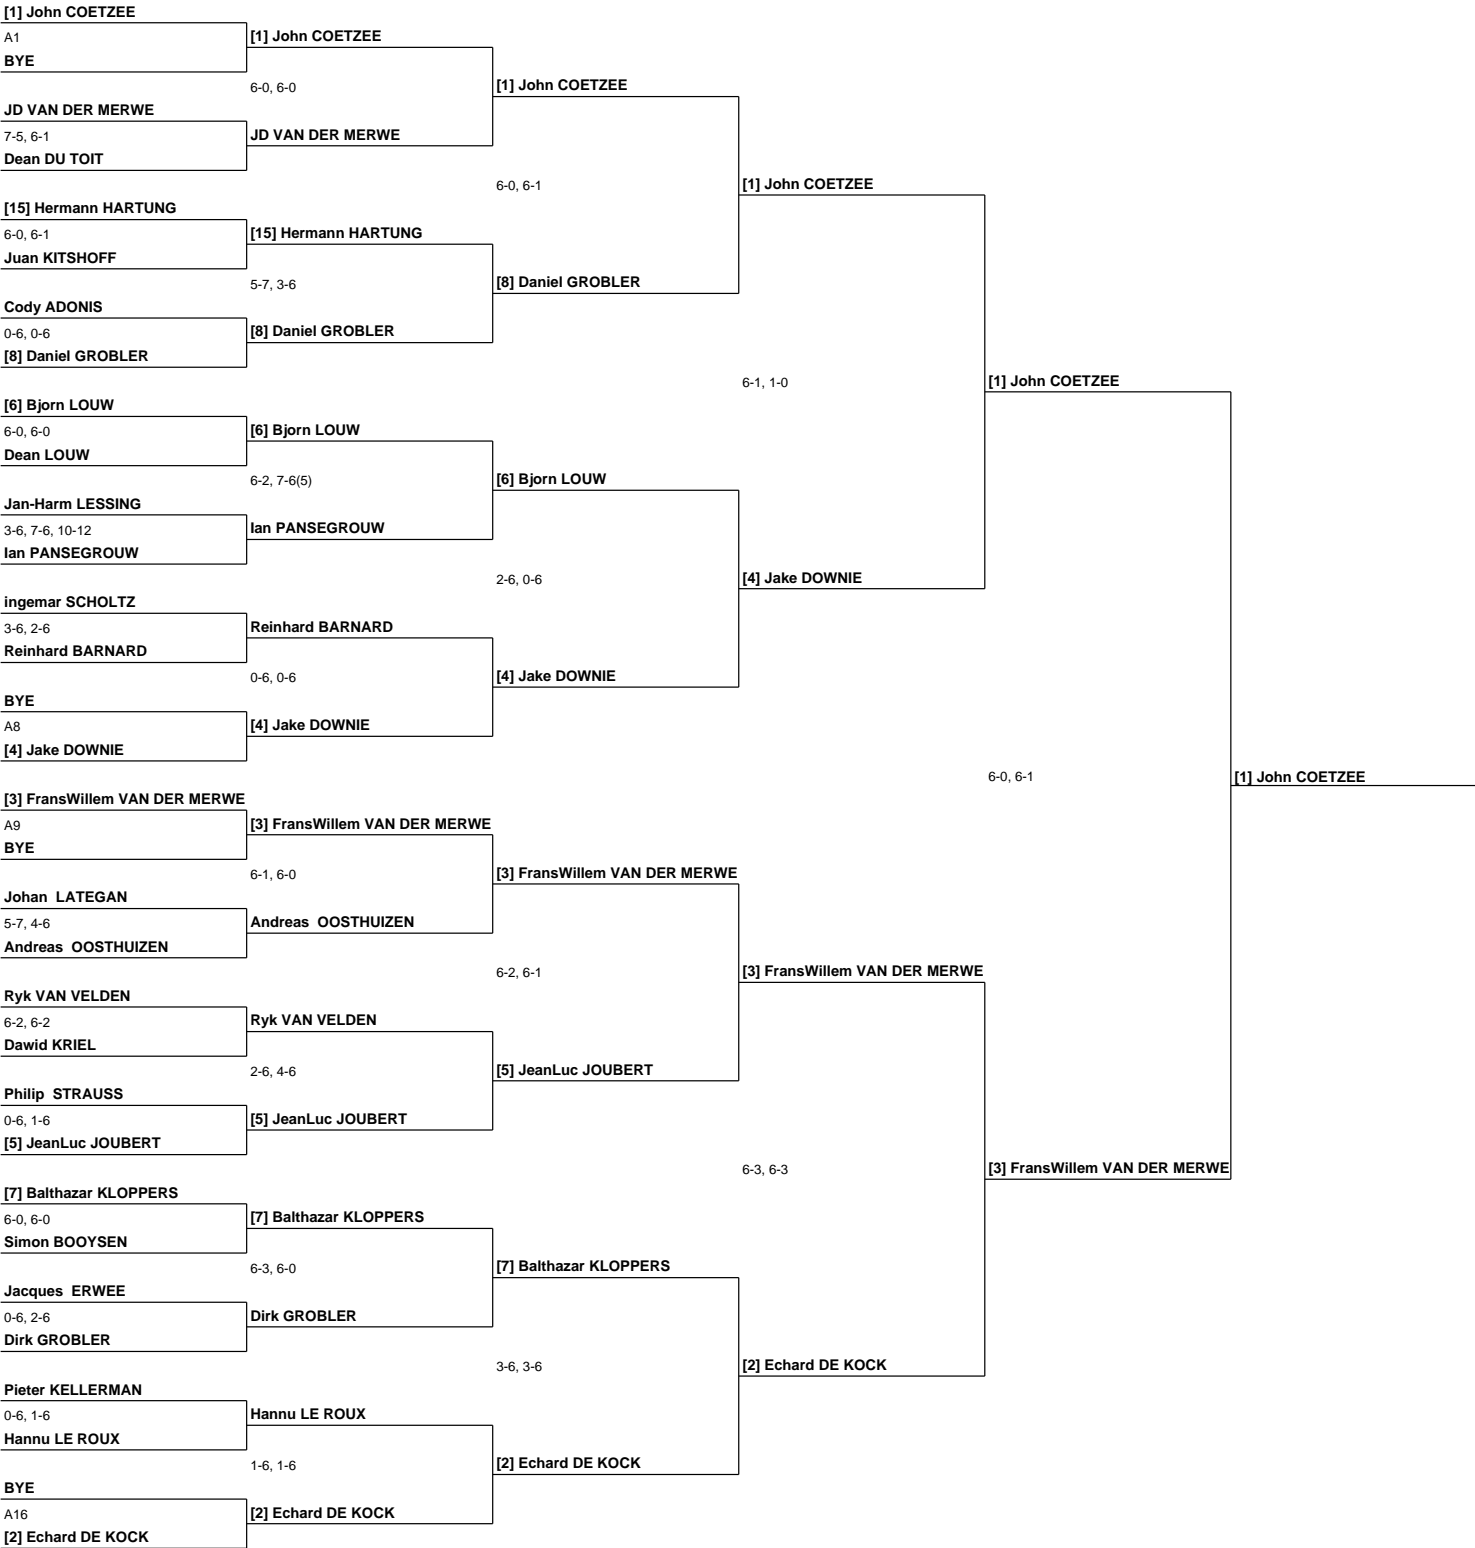 [1] John COETZEE
A1
BYE
JD VAN DER MERWE
7-5, 6-1
Dean DU TOIT
[15] Hermann HARTUNG
6-0, 6-1
Juan KITSHOFF
Cody ADONIS
0-6, 0-6
[8] Daniel GROBLER
[6] Bjorn LOUW
6-0, 6-0
Dean LOUW
Jan-Harm LESSING
3-6, 7-6, 10-12
Ian PANSEGROUW
ingemar SCHOLTZ
3-6, 2-6
Reinhard BARNARD
BYE
A8
[4] Jake DOWNIE
[3] FransWillem VAN DER MERWE
A9
BYE
Johan  LATEGAN
5-7, 4-6
Andreas  OOSTHUIZEN
Ryk VAN VELDEN
6-2, 6-2
Dawid KRIEL
Philip  STRAUSS
0-6, 1-6
[5] JeanLuc JOUBERT
[7] Balthazar KLOPPERS
6-0, 6-0
Simon BOOYSEN
Jacques  ERWEE
0-6, 2-6
Dirk GROBLER
Pieter KELLERMAN
0-6, 1-6
Hannu LE ROUX
BYE
A16
[2] Echard DE KOCK
[1] John COETZEE
6-0, 6-0
JD VAN DER MERWE
[15] Hermann HARTUNG
5-7, 3-6
[8] Daniel GROBLER
[6] Bjorn LOUW
6-2, 7-6(5)
Ian PANSEGROUW
Reinhard BARNARD
0-6, 0-6
[4] Jake DOWNIE
[3] FransWillem VAN DER MERWE
6-1, 6-0
Andreas  OOSTHUIZEN
Ryk VAN VELDEN
2-6, 4-6
[5] JeanLuc JOUBERT
[7] Balthazar KLOPPERS
6-3, 6-0
Dirk GROBLER
Hannu LE ROUX
1-6, 1-6
[2] Echard DE KOCK
[1] John COETZEE
6-0, 6-1
[8] Daniel GROBLER
[6] Bjorn LOUW
2-6, 0-6
[4] Jake DOWNIE
[3] FransWillem VAN DER MERWE
6-2, 6-1
[5] JeanLuc JOUBERT
[7] Balthazar KLOPPERS
3-6, 3-6
[2] Echard DE KOCK
[1] John COETZEE
6-1, 1-0
[4] Jake DOWNIE
[3] FransWillem VAN DER MERWE
6-3, 6-3
[2] Echard DE KOCK
[1] John COETZEE
6-0, 6-1
[3] FransWillem VAN DER MERWE
[1] John COETZEE